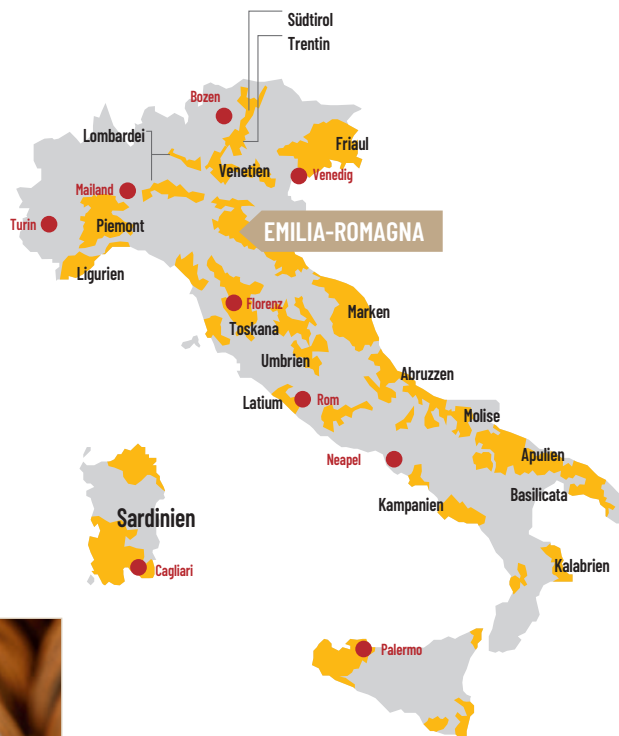 Südtirol
Trentin
Bozen
Lombardei
Friaul
Venetien
Venedig
Mailand
Turin
Piemont
EMILIA-ROMAGNA
Ligurien
Florenz
Marken
Toskana
Umbrien
Abruzzen
Latium
Rom
Molise
Neapel
Apulien
Basilicata
Kampanien
Sardinien
Kalabrien
Cagliari
Palermo